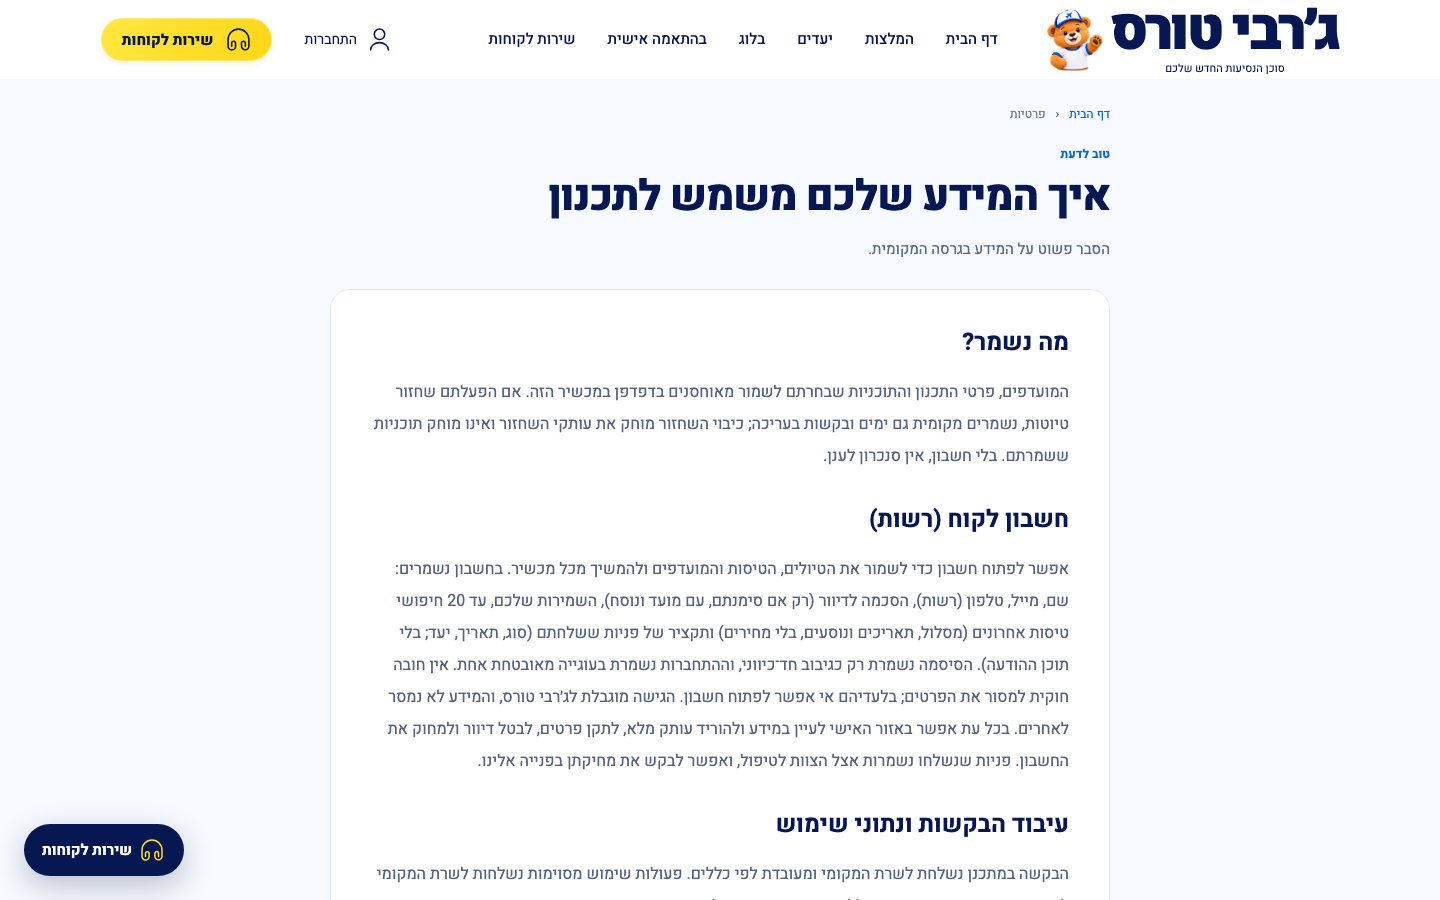 ג׳רבי טורס
סוכן הנסיעות החדש שלכם
דף הבית
המלצות
יעדים
בלוג
בהתאמה אישית
שירות לקוחות
התחברות
שירות לקוחות
דף הבית ‹ פרטיות
טוב לדעת
איך המידע שלכם משמש לתכנון
הסבר פשוט על המידע בגרסה המקומית.
מה נשמר?
המועדפים, פרטי התכנון והתוכניות שבחרתם לשמור מאוחסנים בדפדפן במכשיר הזה. אם הפעלתם שחזור
טיוטות, נשמרים מקומית גם ימים ובקשות בעריכה; כיבוי השחזור מוחק את עותקי השחזור ואינו מוחק תוכניות
ששמרתם. בלי חשבון, אין סנכרון לענן.
חשבון לקוח (רשות)
אפשר לפתוח חשבון כדי לשמור את הטיולים, הטיסות והמועדפים ולהמשיך מכל מכשיר. בחשבון נשמרים:
שם, מייל, טלפון (רשות), הסכמה לדיוור (רק אם סימנתם, עם מועד ונוסח), השמירות שלכם, עד 20 חיפושי
טיסות אחרונים (מסלול, תאריכים ונוסעים, בלי מחירים) ותקציר של פניות ששלחתם (סוג, תאריך, יעד; בלי
תוכן ההודעה). הסיסמה נשמרת רק כגיבוב חד־כיווני, וההתחברות נשמרת בעוגייה מאובטחת אחת. אין חובה
חוקית למסור את הפרטים; בלעדיהם אי אפשר לפתוח חשבון. הגישה מוגבלת לג׳רבי טורס, והמידע לא נמסר
לאחרים. בכל עת אפשר באזור האישי לעיין במידע ולהוריד עותק מלא, לתקן פרטים, לבטל דיוור ולמחוק את
החשבון. פניות שנשלחו נשמרות אצל הצוות לטיפול, ואפשר לבקש את מחיקתן בפנייה אלינו.
עיבוד הבקשות ונתוני שימוש
הבקשה במתכנן נשלחת לשרת המקומי ומעובדת לפי כללים. פעולות שימוש מסוימות נשלחות לשרת המקומי
שירות לקוחות